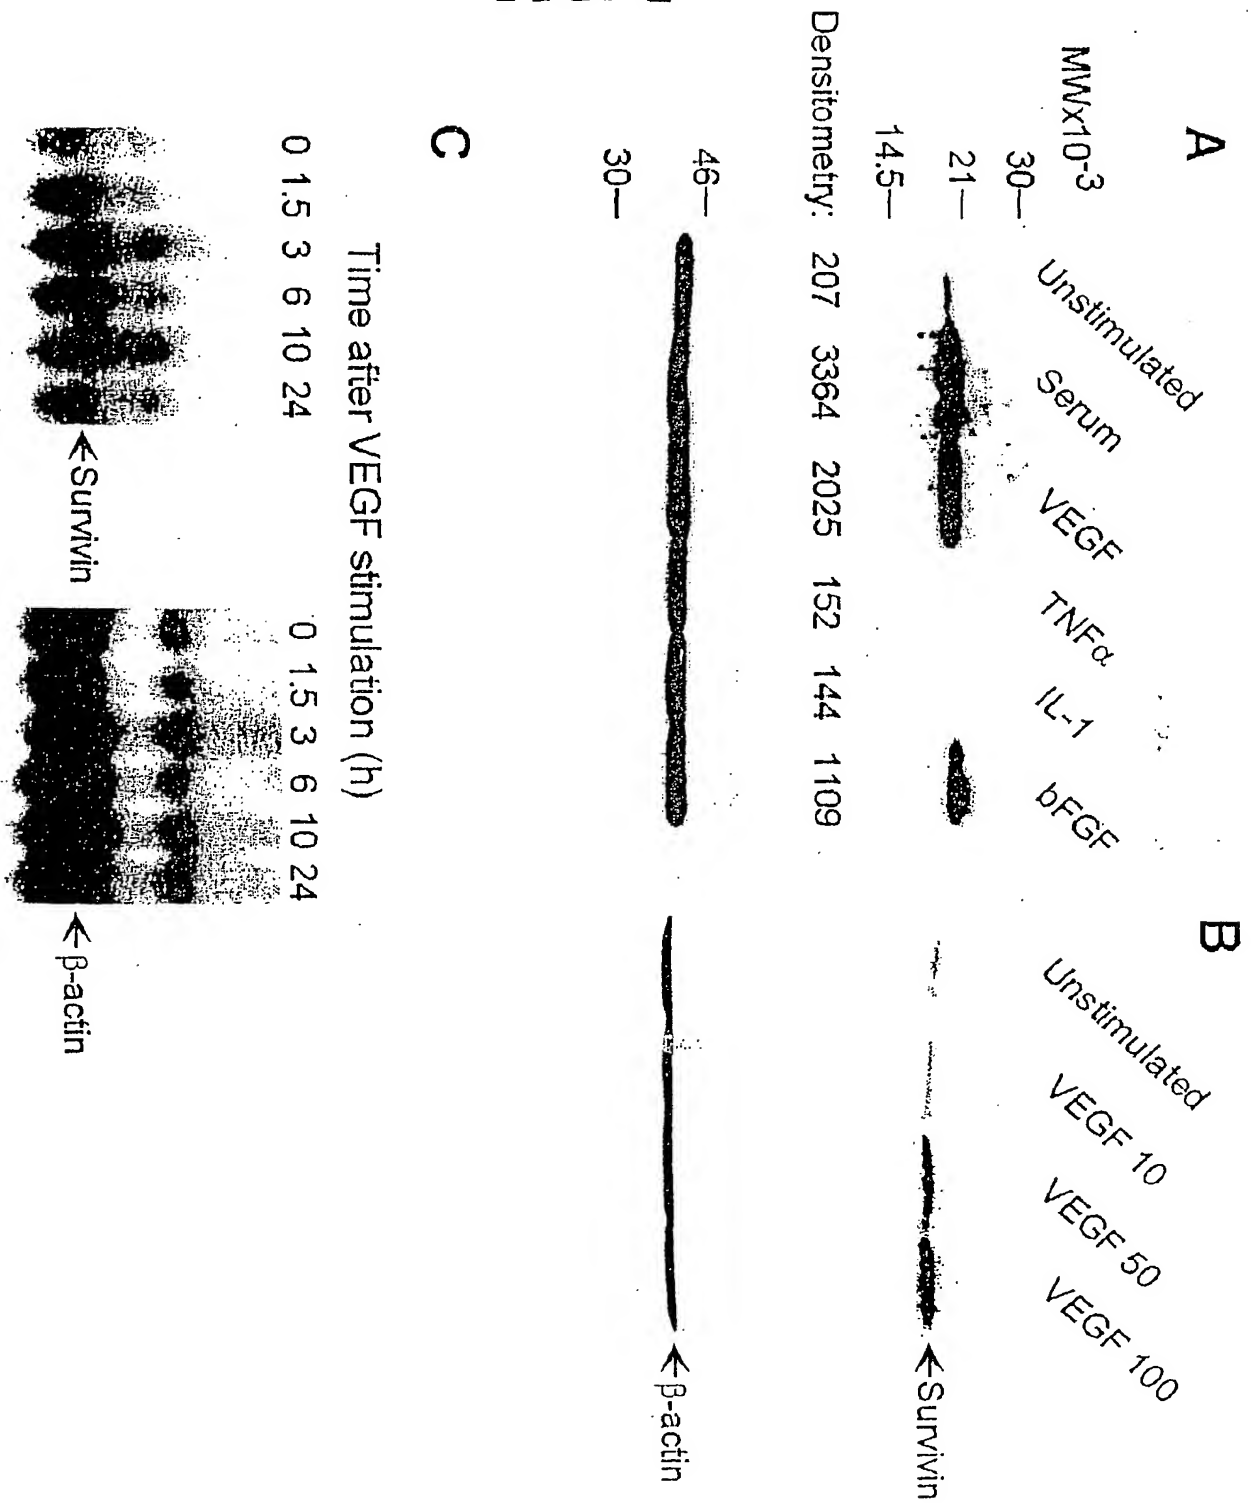 A
MWx10-3
Unstimulated
Serum
VEGF
TNFα
IL-1
bFGF
30—
21—
14.5—
Densitometry: 207 3364 2025 152 144 1109
46—
30—
B
Unstimulated
VEGF 10
VEGF 50
VEGF 100
←Survivin
←β-actin
C
Time after VEGF stimulation (h)
0 1.5 3 6 10 24
←Survivin
0 1.5 3 6 10 24
←β-actin